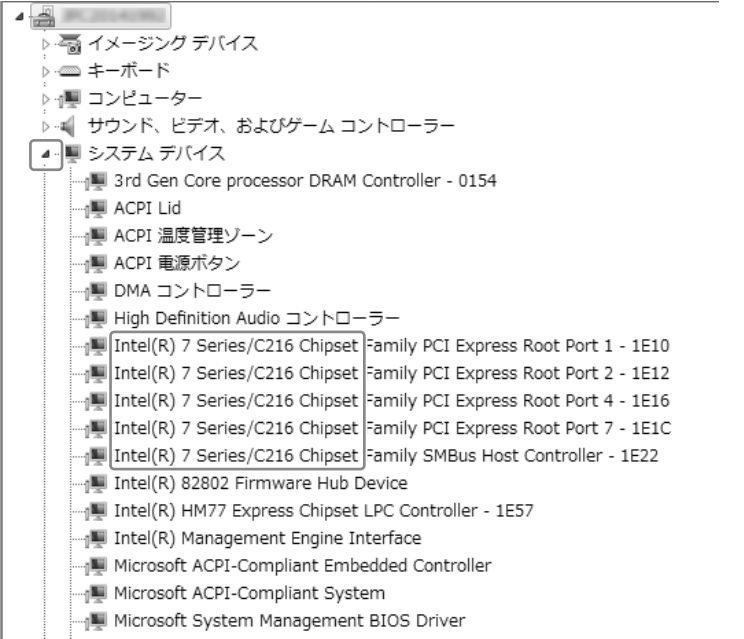 イメージング デバイス
キーボード
コンピューター
サウンド、ビデオ、およびゲーム コントローラー
システム デバイス
3rd Gen Core processor DRAM Controller - 0154
ACPI Lid
ACPI 温度管理ゾーン
ACPI 電源ボタン
DMA コントローラー
High Definition Audio コントローラー
Intel(R) 7 Series/C216 Chipset Family PCI Express Root Port 1 - 1E10
Intel(R) 7 Series/C216 Chipset Family PCI Express Root Port 2 - 1E12
Intel(R) 7 Series/C216 Chipset Family PCI Express Root Port 4 - 1E16
Intel(R) 7 Series/C216 Chipset Family PCI Express Root Port 7 - 1E1C
Intel(R) 7 Series/C216 Chipset Family SMBus Host Controller - 1E22
Intel(R) 82802 Firmware Hub Device
Intel(R) HM77 Express Chipset LPC Controller - 1E57
Intel(R) Management Engine Interface
Microsoft ACPI-Compliant Embedded Controller
Microsoft ACPI-Compliant System
Microsoft System Management BIOS Driver